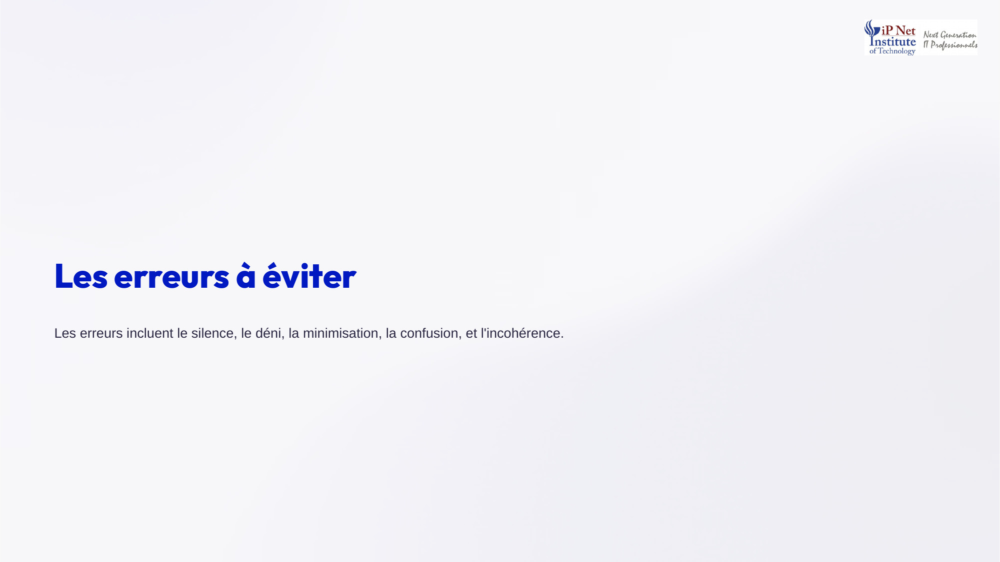 iP Net
Institute
of Technology
Next Generation
IT Professionnels
Les erreurs à éviter
Les erreurs incluent le silence, le déni, la minimisation, la confusion, et l'incohérence.